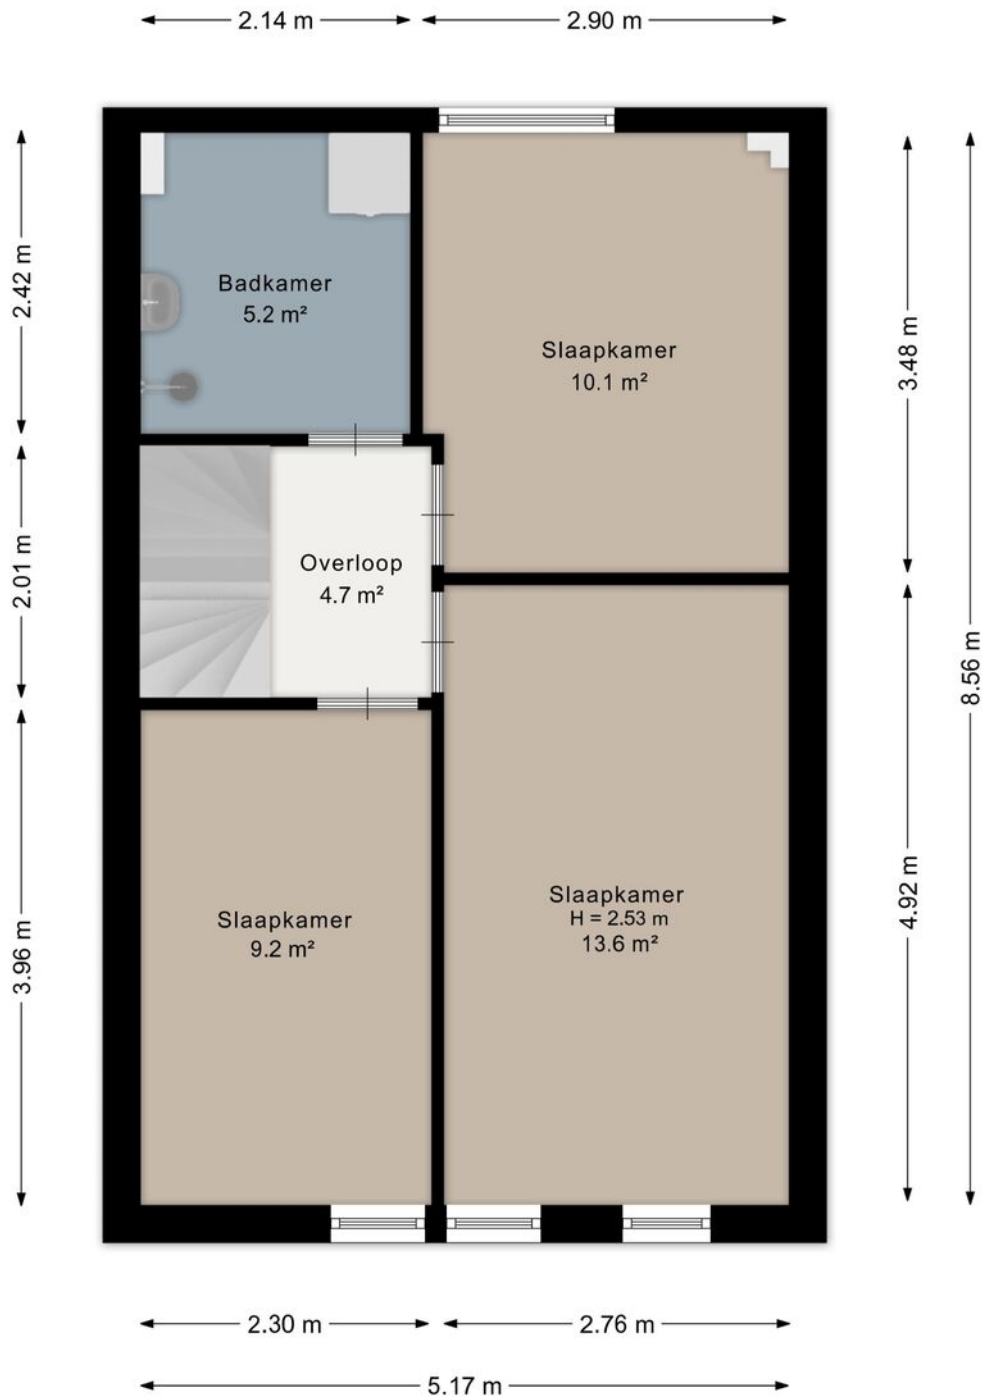 2.14 m
2.90 m
2.42 m
2.01 m
3.96 m
Badkamer
5.2 m²
Slaapkamer
10.1 m²
Overloop
4.7 m²
Slaapkamer
9.2 m²
Slaapkamer
H = 2.53 m
13.6 m²
3.48 m
4.92 m
8.56 m
2.30 m
2.76 m
5.17 m